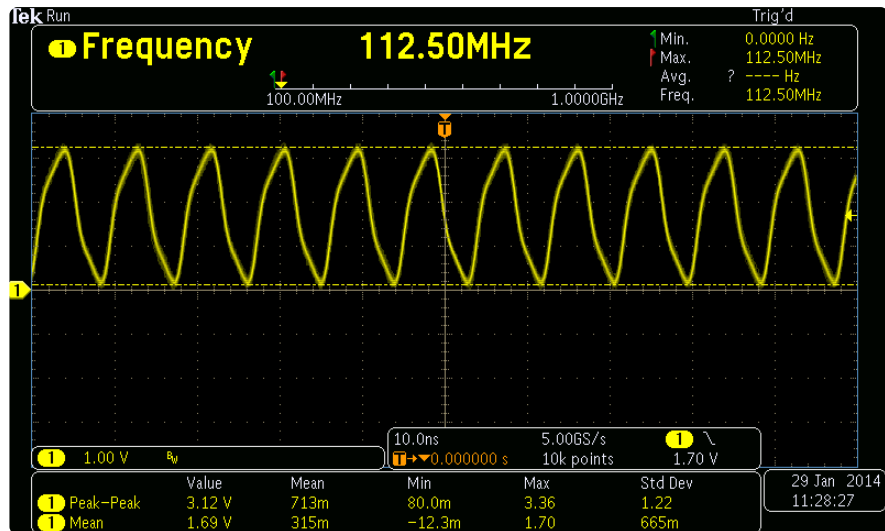 Tek Run Trig'd
1 Frequency 112.50MHz
Min. 0.0000 Hz
Max. 112.50MHz
Avg. ? ---- Hz
Freq. 112.50MHz
100.00MHz 1.0000GHz
T
1
1 1.00 V BW
10.0ns 5.00GS/s 1
T→▼0.000000 s 10k points 1.70 V
Value Mean Min Max Std Dev
1 Peak-Peak 3.12 V 713m 80.0m 3.36 1.22
1 Mean 1.69 V 315m -12.3m 1.70 665m
29 Jan 2014
11:28:27